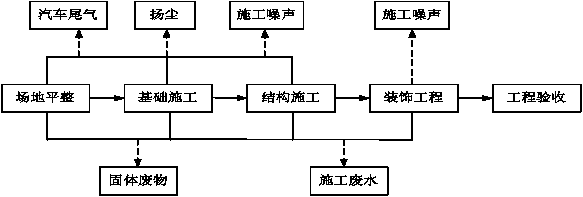 汽车尾气
扬尘
施工噪声
施工噪声
场地平整
基础施工
结构施工
装饰工程
工程验收
固体废物
施工废水